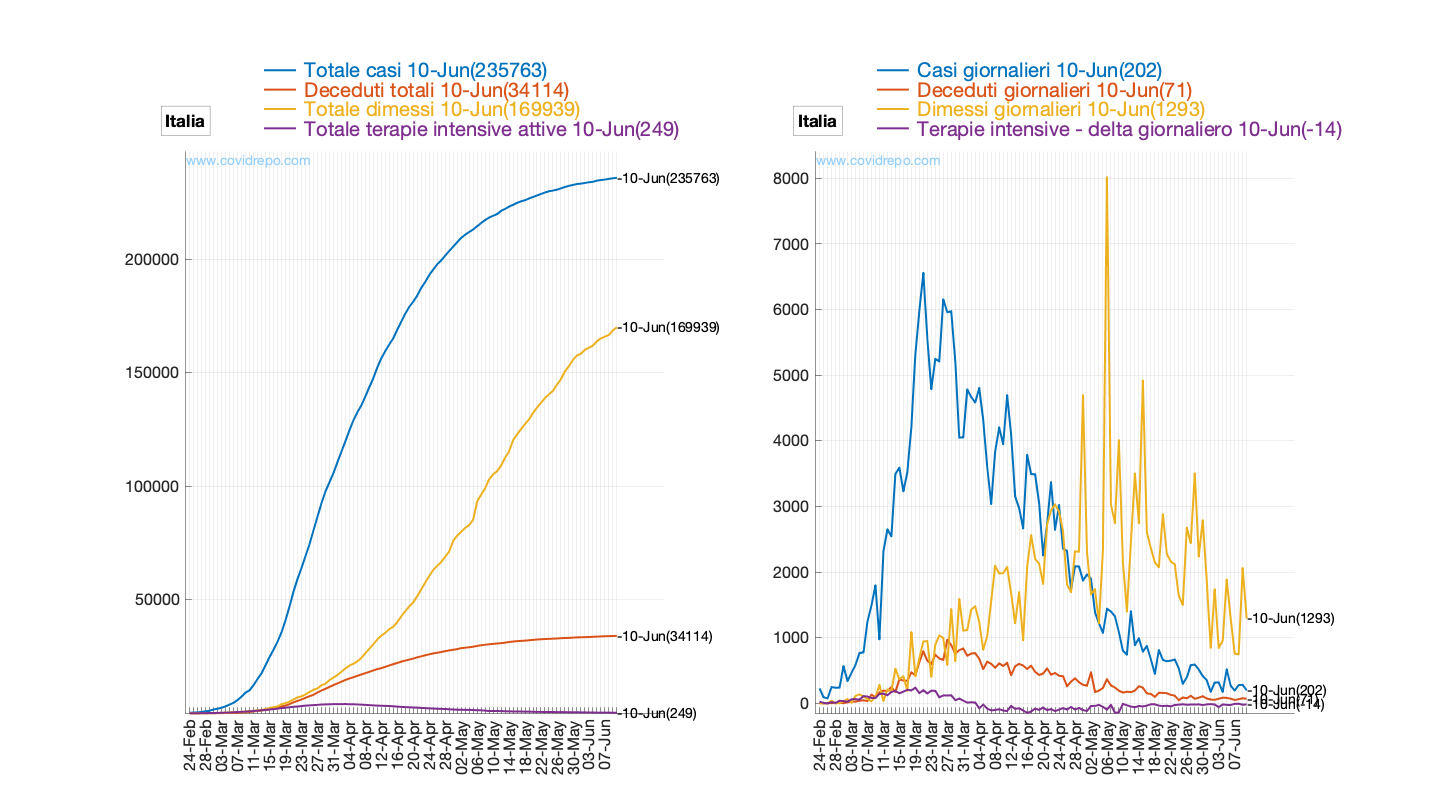 Totale casi 10-Jun(235763)
Deceduti totali 10-Jun(34114)
Totale dimessi 10-Jun(169939)
Totale terapie intensive attive 10-Jun(249)
Italia
www.covidrepo.com
200000
150000
100000
50000
10-Jun(235763)
10-Jun(169939)
10-Jun(34114)
10-Jun(249)
24-Feb
28-Feb
03-Mar
07-Mar
11-Mar
15-Mar
19-Mar
23-Mar
27-Mar
31-Mar
04-Apr
08-Apr
12-Apr
16-Apr
20-Apr
24-Apr
28-Apr
02-May
06-May
10-May
14-May
18-May
22-May
26-May
30-May
03-Jun
07-Jun
Casi giornalieri 10-Jun(202)
Deceduti giornalieri 10-Jun(71)
Dimessi giornalieri 10-Jun(1293)
Terapie intensive - delta giornaliero 10-Jun(-14)
Italia
www.covidrepo.com
8000
7000
6000
5000
4000
3000
2000
1000
0
10-Jun(1293)
10-Jun(202)
10-Jun(71)
10-Jun(-14)
24-Feb
28-Feb
03-Mar
07-Mar
11-Mar
15-Mar
19-Mar
23-Mar
27-Mar
31-Mar
04-Apr
08-Apr
12-Apr
16-Apr
20-Apr
24-Apr
28-Apr
02-May
06-May
10-May
14-May
18-May
22-May
26-May
30-May
03-Jun
07-Jun